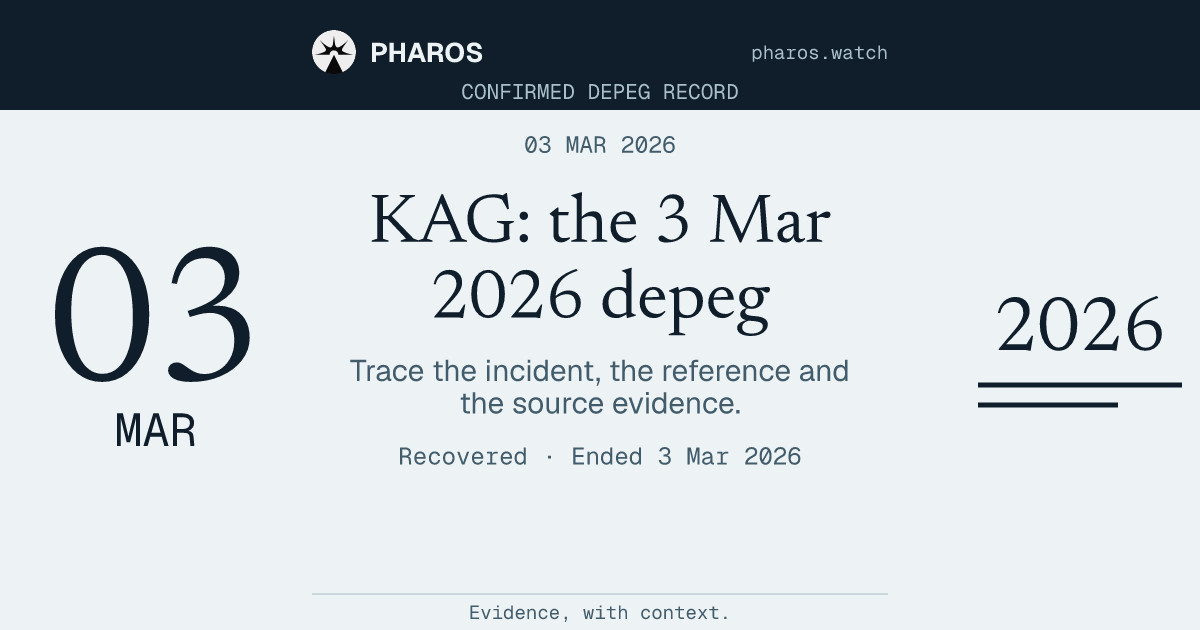 PHAROS
pharos.watch
CONFIRMED DEPEG RECORD
03 MAR 2026
KAG: the 3 Mar
2026 depeg
Trace the incident, the reference and
the source evidence.
Recovered · Ended 3 Mar 2026
03
MAR
2026
Evidence, with context.